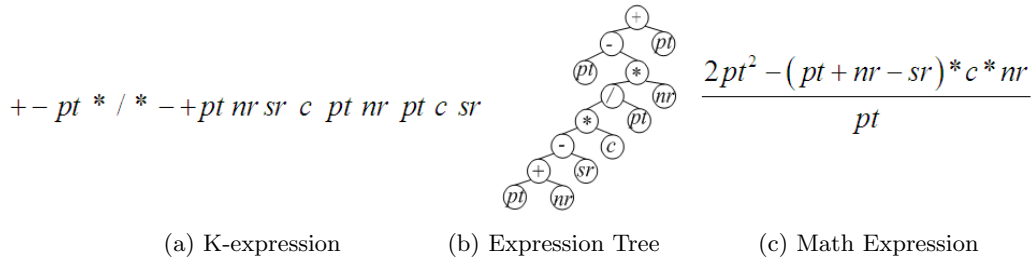 + - pt * / * - + pt nr sr c pt nr pt c sr
+
- pt
pt *
/ nr
* pt
- c
+ sr
pt nr
2pt² - (pt + nr - sr) * c * nr
pt
(a) K-expression
(b) Expression Tree
(c) Math Expression